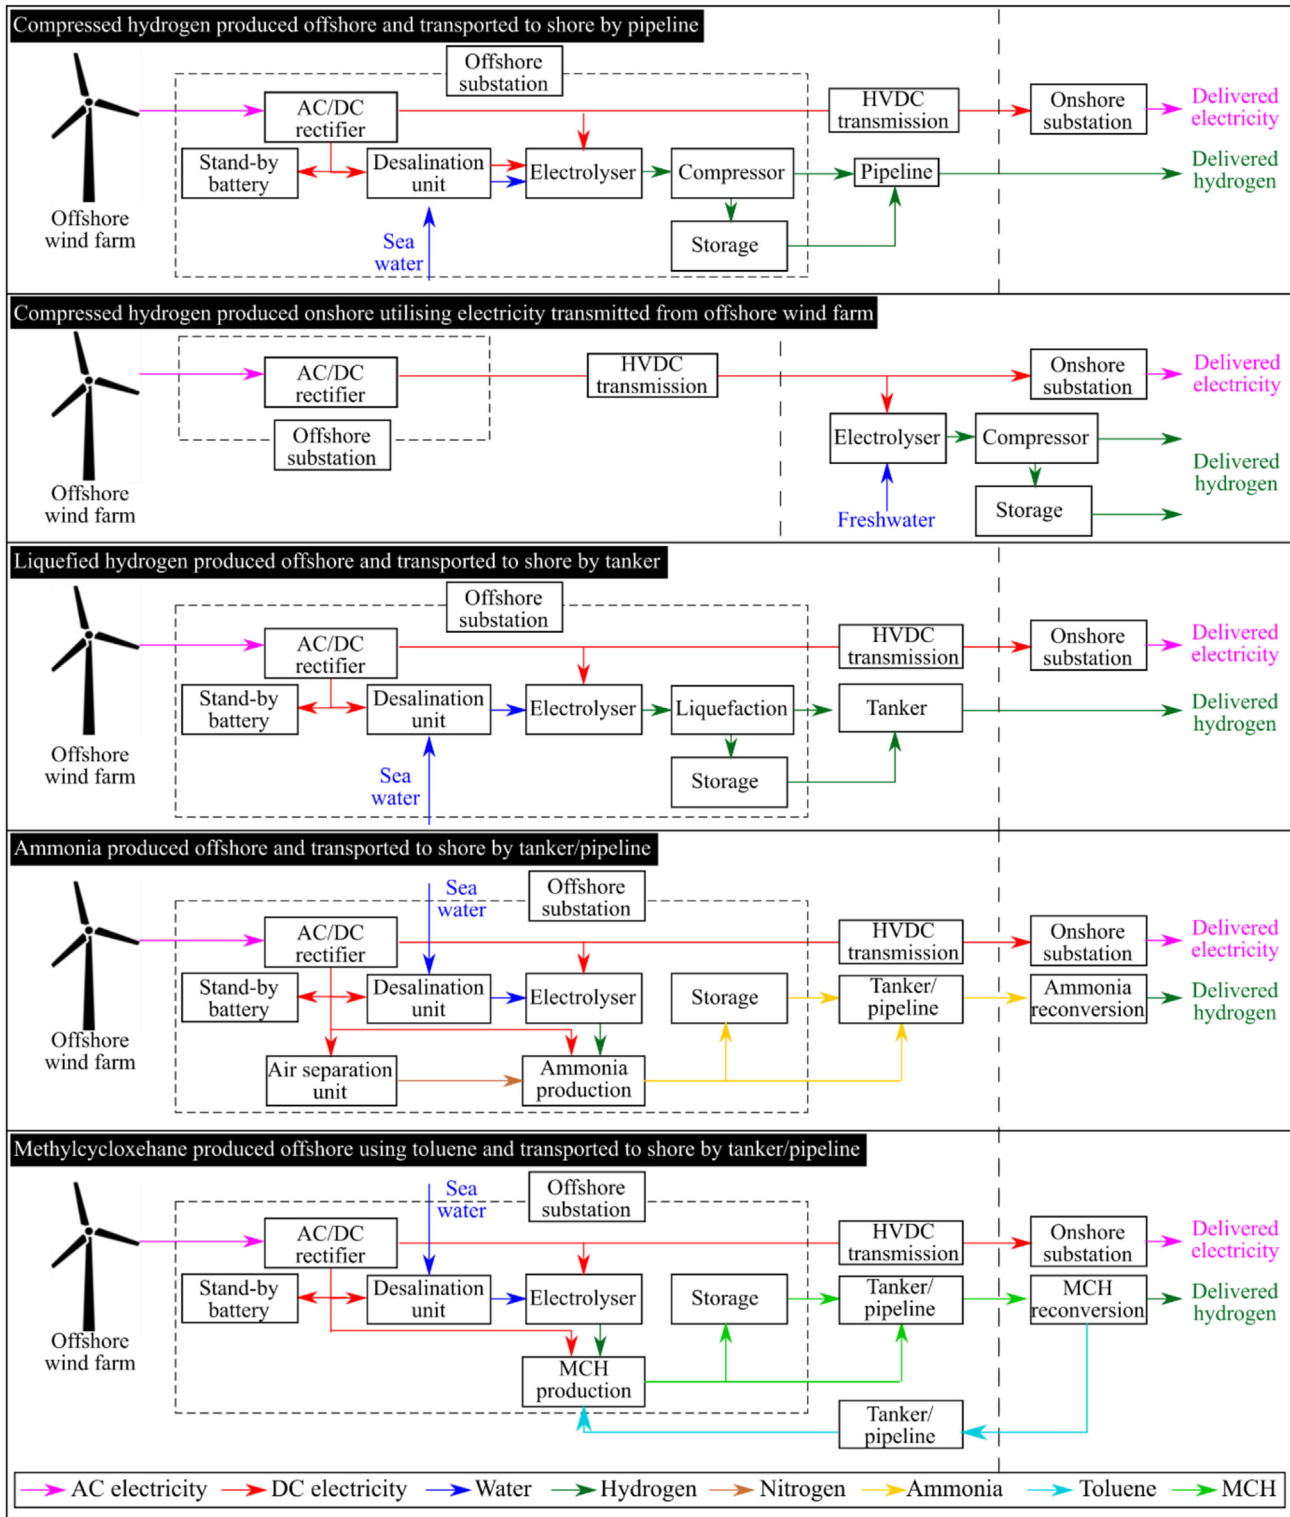 Compressed hydrogen produced offshore and transported to shore by pipeline
Offshore
substation
AC/DC
rectifier
HVDC
transmission
Onshore
substation
Delivered
electricity
Stand-by
battery
Desalination
unit
Electrolyser
Compressor
Pipeline
Delivered
hydrogen
Offshore
wind farm
Sea
water
Storage
Compressed hydrogen produced onshore utilising electricity transmitted from offshore wind farm
AC/DC
rectifier
HVDC
transmission
Onshore
substation
Delivered
electricity
Offshore
substation
Electrolyser
Compressor
Delivered
hydrogen
Offshore
wind farm
Freshwater
Storage
Liquefied hydrogen produced offshore and transported to shore by tanker
Offshore
substation
AC/DC
rectifier
HVDC
transmission
Onshore
substation
Delivered
electricity
Stand-by
battery
Desalination
unit
Electrolyser
Liquefaction
Tanker
Delivered
hydrogen
Offshore
wind farm
Sea
water
Storage
Ammonia produced offshore and transported to shore by tanker/pipeline
Sea
water
Offshore
substation
AC/DC
rectifier
HVDC
transmission
Onshore
substation
Delivered
electricity
Stand-by
battery
Desalination
unit
Electrolyser
Storage
Tanker/
pipeline
Ammonia
reconversion
Delivered
hydrogen
Offshore
wind farm
Air separation
unit
Ammonia
production
Methylcycloxehane produced offshore using toluene and transported to shore by tanker/pipeline
Sea
water
Offshore
substation
AC/DC
rectifier
HVDC
transmission
Onshore
substation
Delivered
electricity
Stand-by
battery
Desalination
unit
Electrolyser
Storage
Tanker/
pipeline
MCH
reconversion
Delivered
hydrogen
Offshore
wind farm
MCH
production
Tanker/
pipeline
AC electricity
DC electricity
Water
Hydrogen
Nitrogen
Ammonia
Toluene
MCH